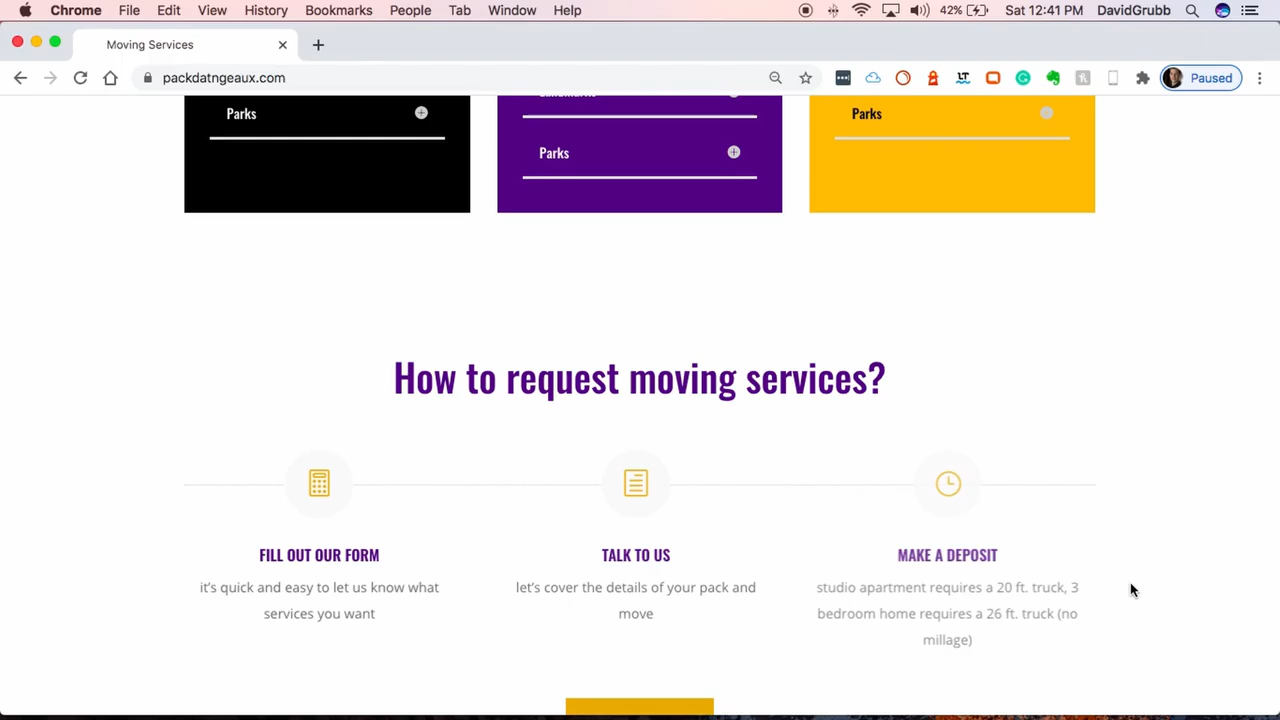 Chrome File Edit View History Bookmarks People Tab Window Help 42% Sat 12:41 PM DavidGrubb
Moving Services
packdatngeaux.com Paused
Parks
Parks
Parks
How to request moving services?
FILL OUT OUR FORM
it's quick and easy to let us know what
services you want
TALK TO US
let's cover the details of your pack and
move
MAKE A DEPOSIT
studio apartment requires a 20 ft. truck, 3
bedroom home requires a 26 ft. truck (no
millage)